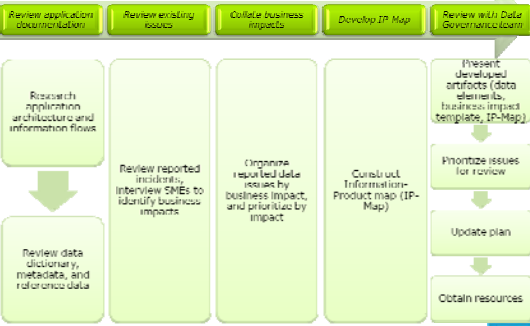 Review application
documentation
Review existing
issues
Collate business
impacts
Develop IP Map
Review with Data
Governance team
Research
application
architecture and
information flows
Review data
dictionary,
metadata, and
reference data
Review reported
incidents,
interview SMEs to
identify business
impacts
Organize
reported data
issues by
business impact,
and prioritize by
impact
Construct
Information-
Product map (IP-
Map)
Present
developed
artifacts (data
elements,
business impact
template, IP-Map)
Prioritize issues
for review
Update plan
Obtain resources